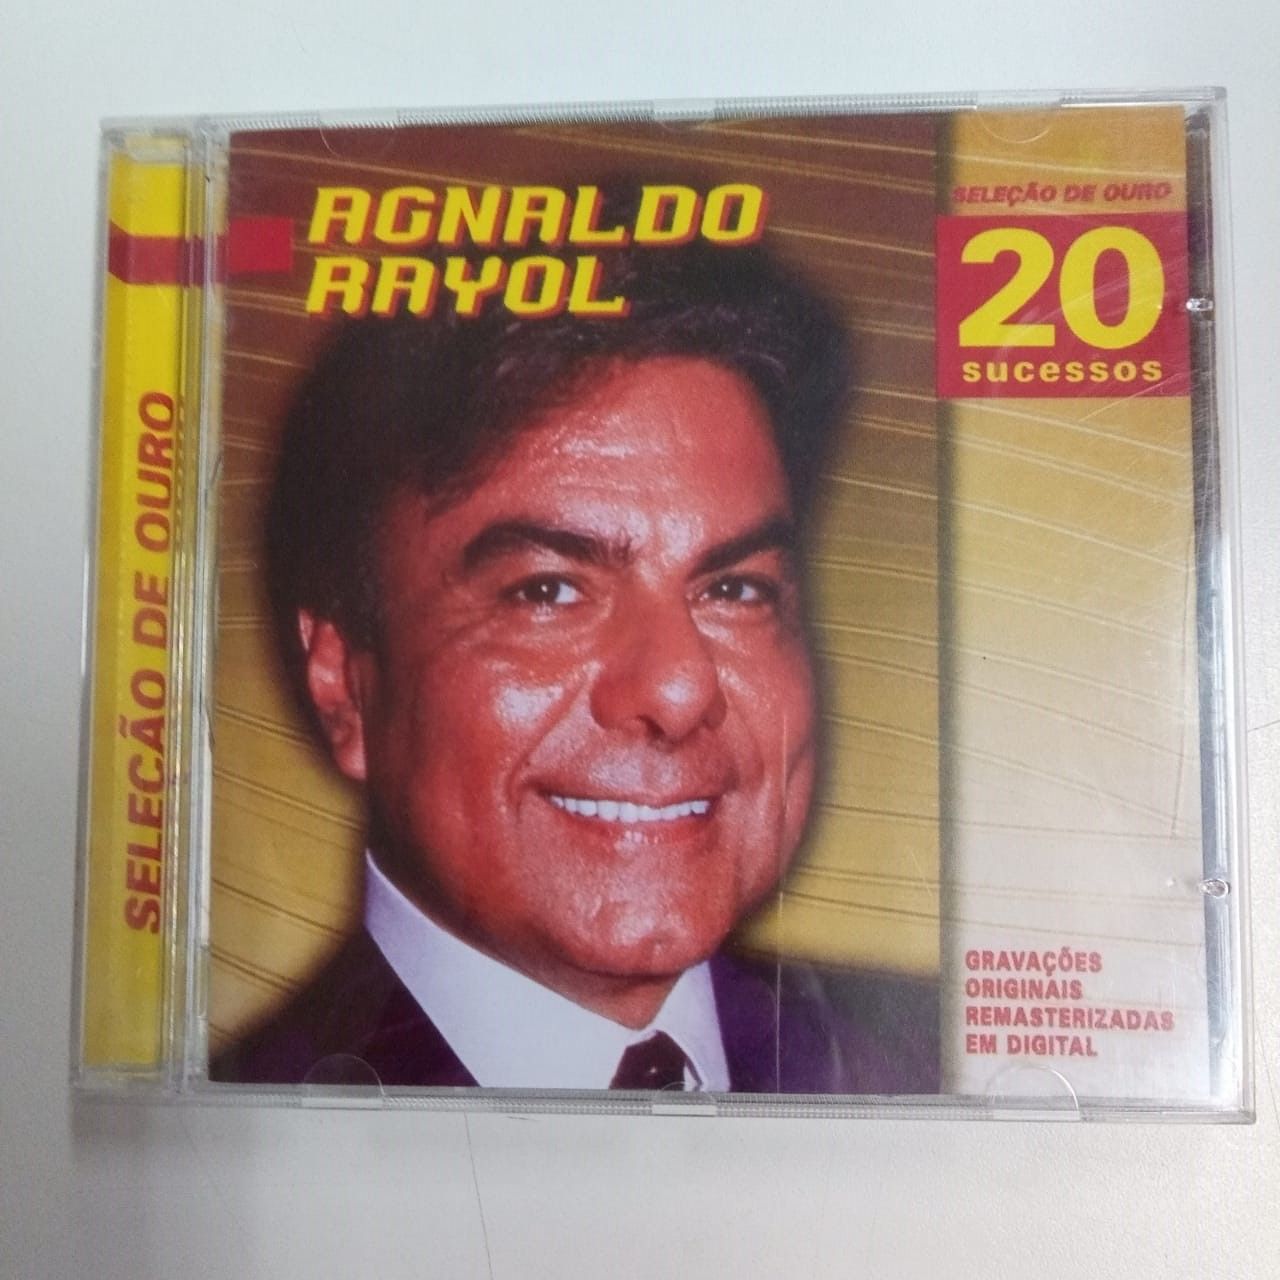 AGNALDO
RAYOL
SELEÇÃO DE OURO
20
sucessos
GRAVAÇÕES
ORIGINAIS
REMASTERIZADAS
EM DIGITAL
SELEÇÃO DE OURO